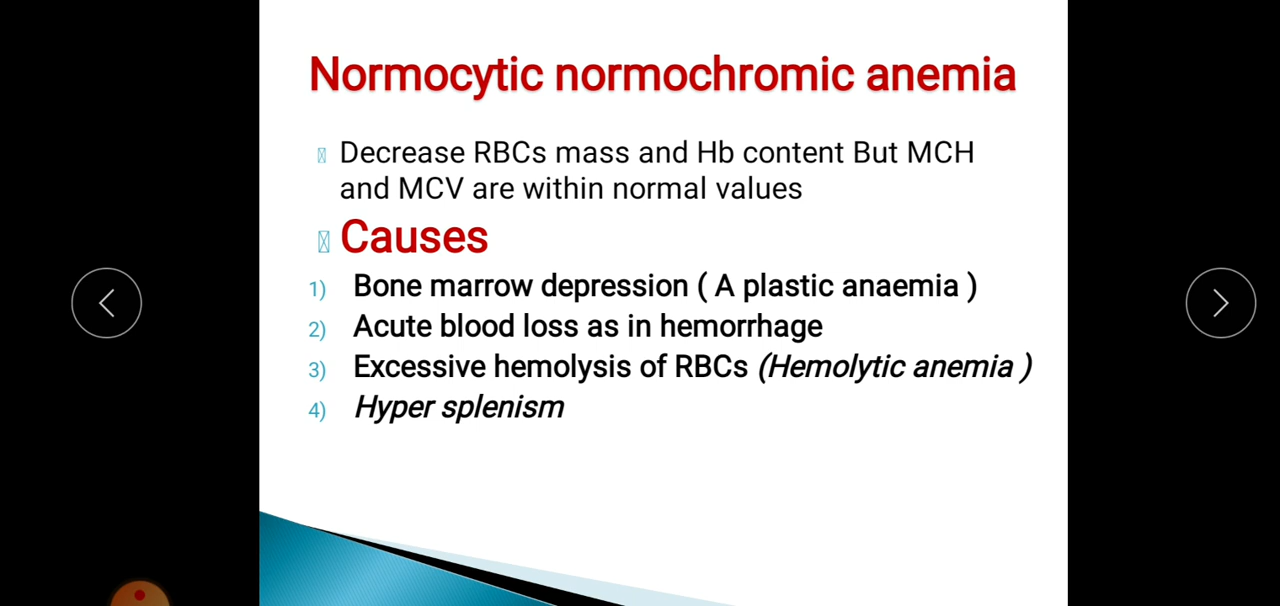 Normocytic normochromic anemia
Decrease RBCs mass and Hb content But MCH
and MCV are within normal values
Causes
1) Bone marrow depression ( A plastic anaemia )
2) Acute blood loss as in hemorrhage
3) Excessive hemolysis of RBCs (Hemolytic anemia )
4) Hyper splenism